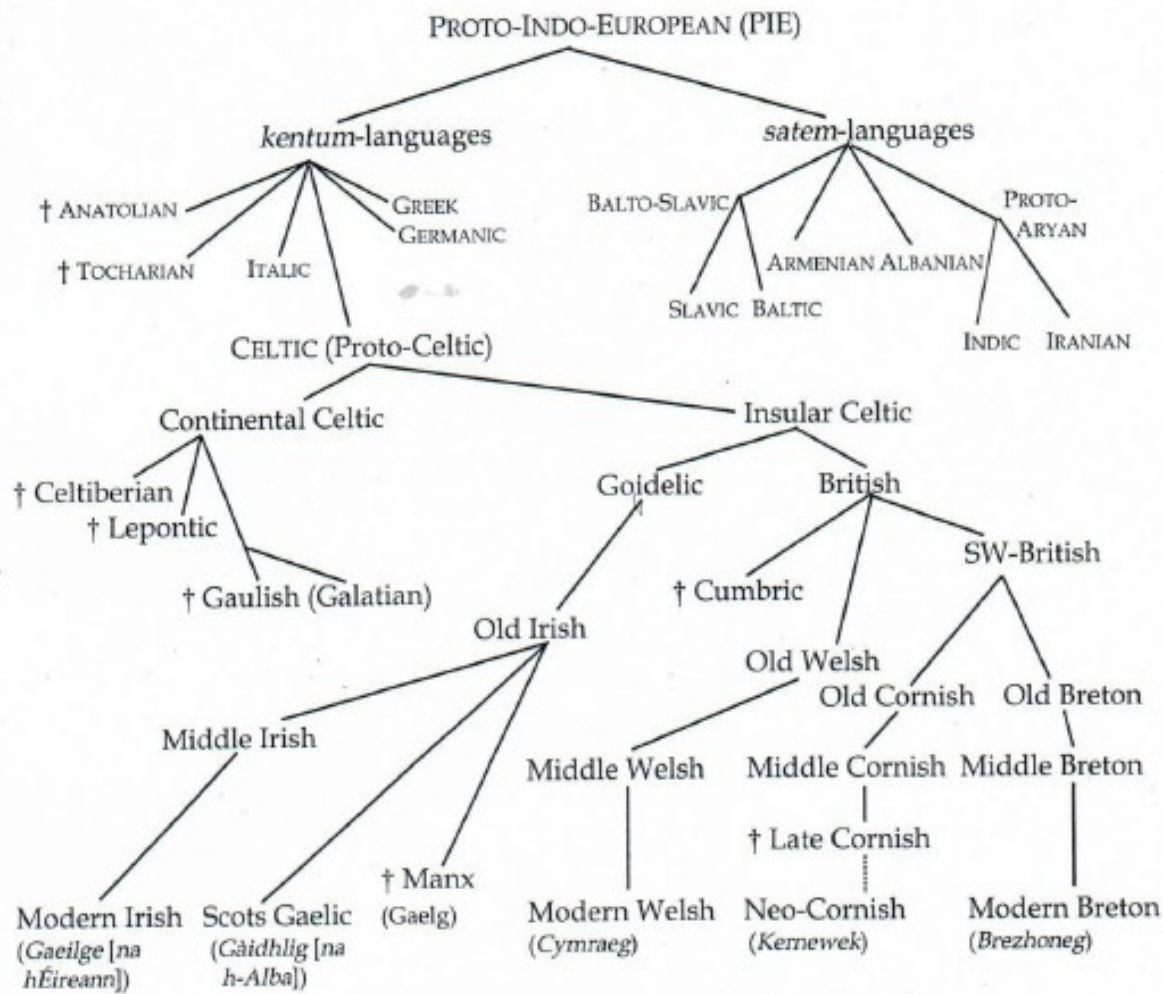 PROTO-INDO-EUROPEAN (PIE)
kentum-languages
satem-languages
† ANATOLIAN
GREEK
GERMANIC
† TOCHARIAN
ITALIC
BALTO-SLAVIC
PROTO-
ARYAN
ARMENIAN ALBANIAN
SLAVIC BALTIC
INDIC IRANIAN
CELTIC (Proto-Celtic)
Continental Celtic
Insular Celtic
† Celtiberian
† Lepontic
† Gaulish (Galatian)
Goidelic
British
SW-British
† Cumbric
Old Irish
Old Welsh
Old Cornish
Old Breton
Middle Irish
Middle Welsh
Middle Cornish
Middle Breton
† Late Cornish
† Manx
(Gaelg)
Modern Irish
(Gaeilge [na
hÉireann])
Scots Gaelic
(Gàidhlig [na
h-Alba])
Modern Welsh
(Cymraeg)
Neo-Cornish
(Kernewek)
Modern Breton
(Brezhoneg)